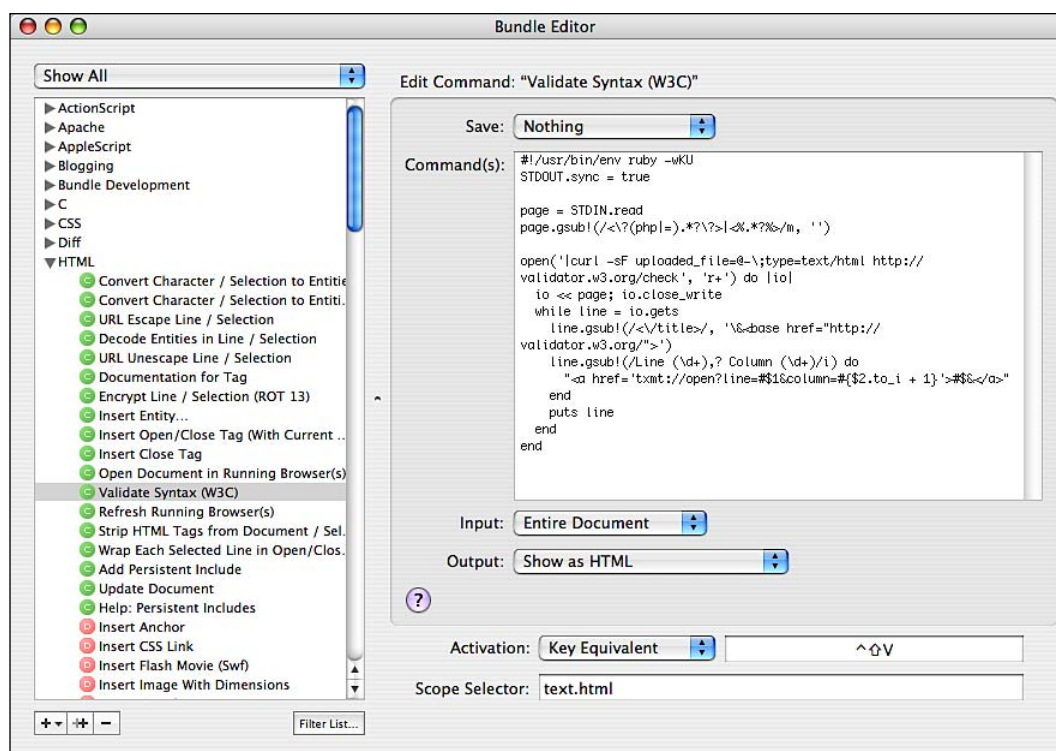 Bundle Editor
Show All
ActionScript
Apache
AppleScript
Blogging
Bundle Development
C
CSS
Diff
HTML
C Convert Character / Selection to Entitie
C Convert Character / Selection to Entiti.
C URL Escape Line / Selection
C Decode Entities in Line / Selection
C URL Unescape Line / Selection
C Documentation for Tag
C Encrypt Line / Selection (ROT 13)
C Insert Entity...
C Insert Open/Close Tag (With Current ..
C Insert Close Tag
C Open Document in Running Browser(s)
C Validate Syntax (W3C)
C Refresh Running Browser(s)
C Strip HTML Tags from Document / Sel.
C Wrap Each Selected Line in Open/Clos.
C Add Persistent Include
C Update Document
C Help: Persistent Includes
D Insert Anchor
D Insert CSS Link
D Insert Flash Movie (Swf)
D Insert Image With Dimensions
Filter List...
Edit Command: “Validate Syntax (W3C)”
Save: Nothing
Command(s):
#!/usr/bin/env ruby -wKU
STDOUT.sync = true
page = STDIN.read
page.gsub!(/<\?(php|=).*?\?>|<%.*?%>/m, '')
open('|curl -sF uploaded_file=@-\;type=text/html http://
validator.w3.org/check', 'r+') do |io|
io << page; io.close_write
while line = io.gets
line.gsub!(/<\/title>/, '\&<base href="http://
validator.w3.org/">')
line.gsub!(/Line (\d+),? Column (\d+)/i) do
"<a href='txmt://open?line=#$1&column=#{$2.to_i + 1}'>#$&</a>"
end
puts line
end
end
Input: Entire Document
Output: Show as HTML
?
Activation: Key Equivalent ^⇧V
Scope Selector: text.html